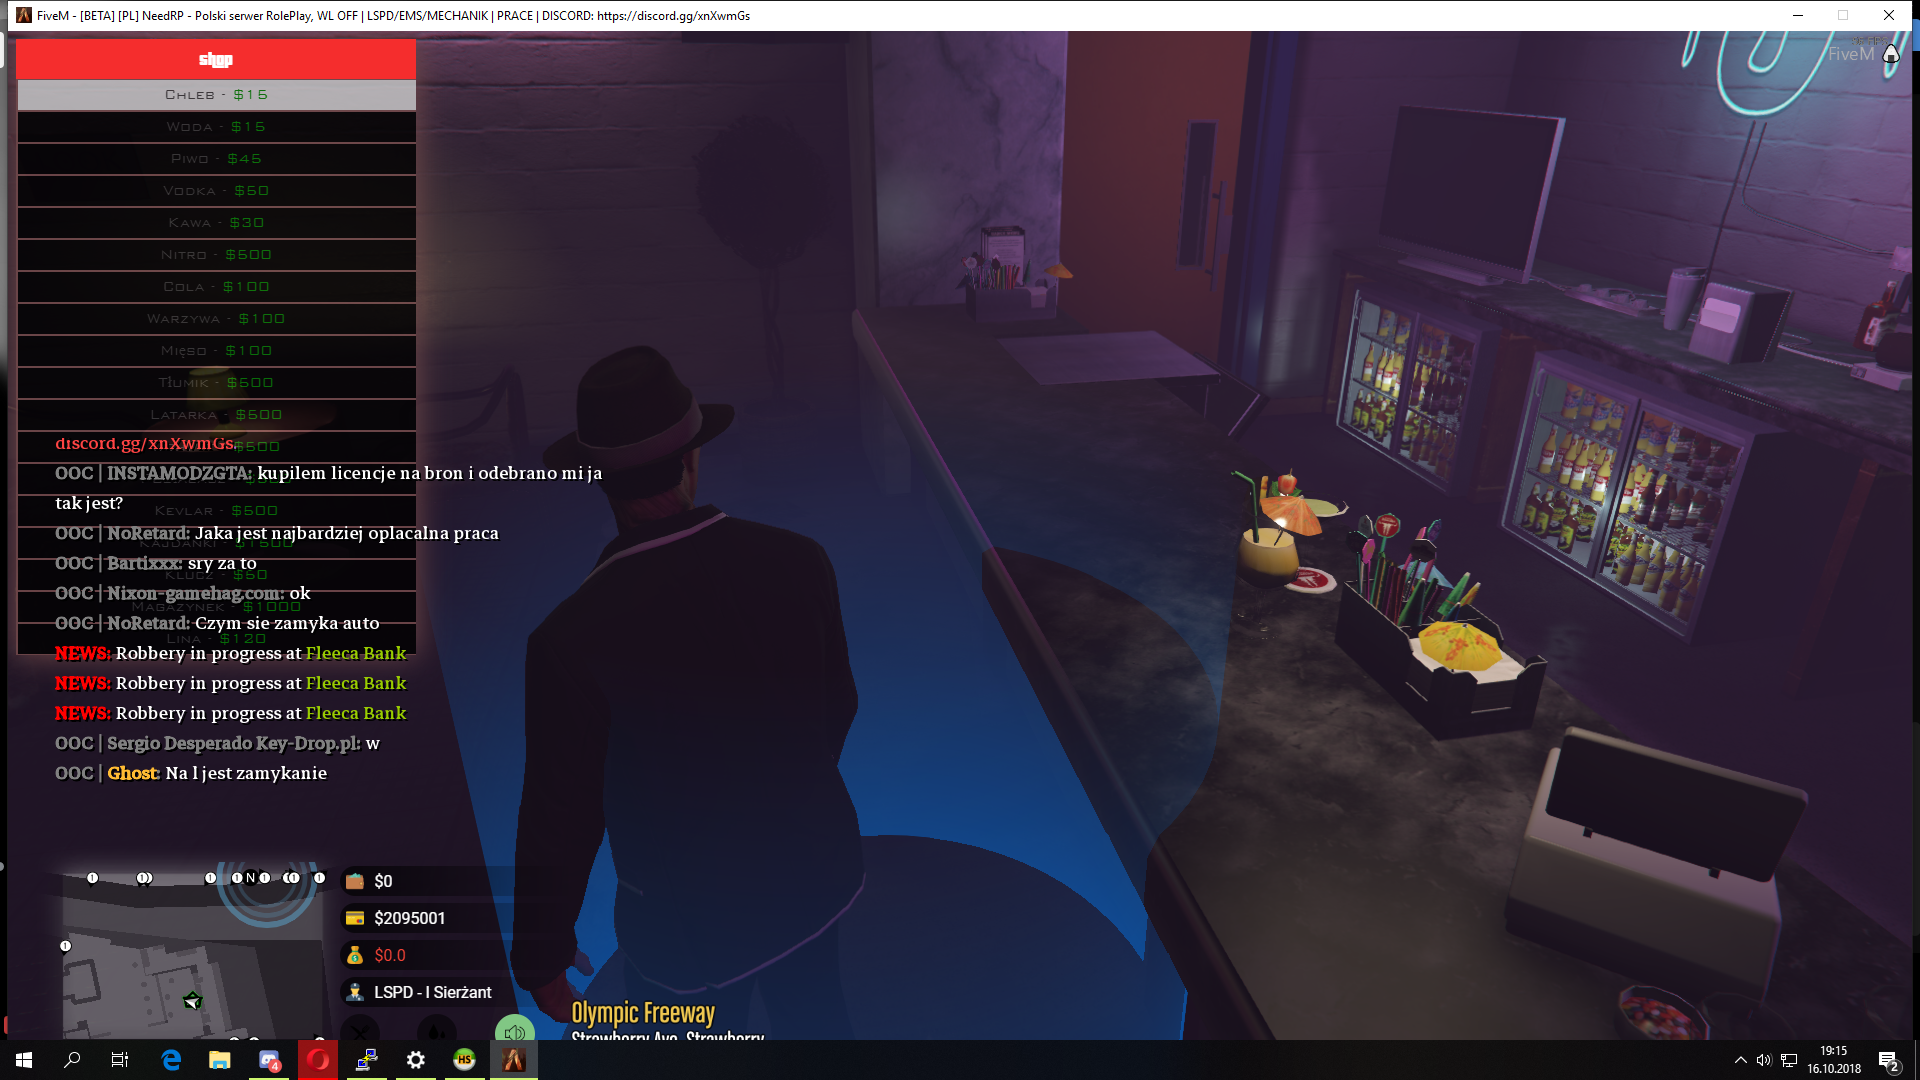 FiveM - [BETA] [PL] NeedRP - Polski serwer RolePlay, WL OFF | LSPD/EMS/MECHANIK | PRACE | DISCORD: https://discord.gg/xnXwmGs
FiveM
shop
Chleb - $15
Woda - $15
Piwo - $45
Vodka - $50
Kawa - $30
Nitro - $500
Cola - $100
Warzywa - $100
Mięso - $100
Tłumik - $500
Latarka - $500
discord.gg/xnXwmGs
$500
OOC | INSTAMODZGTA: kupilem licencje na bron i odebrano mi ja
tak jest?
Kevlar - $500
OOC | NoRetard: Jaka jest najbardziej oplacalna praca
Kajdanki - $1500
OOC | Bartixxx: sry za to
Klucz - $50
OOC | Nixon-gamehag.com: ok
Magazynek - $1000
OOC | NoRetard: Czym sie zamyka auto
Lina - $120
NEWS: Robbery in progress at Fleeca Bank
NEWS: Robbery in progress at Fleeca Bank
NEWS: Robbery in progress at Fleeca Bank
OOC | Sergio Desperado Key-Drop.pl: w
OOC | Ghost: Na l jest zamykanie
N
$0
$2095001
$0.0
LSPD - I Sierżant
Olympic Freeway
Strawberry Ave, Strawberry
4
HS
19:15
16.10.2018
2